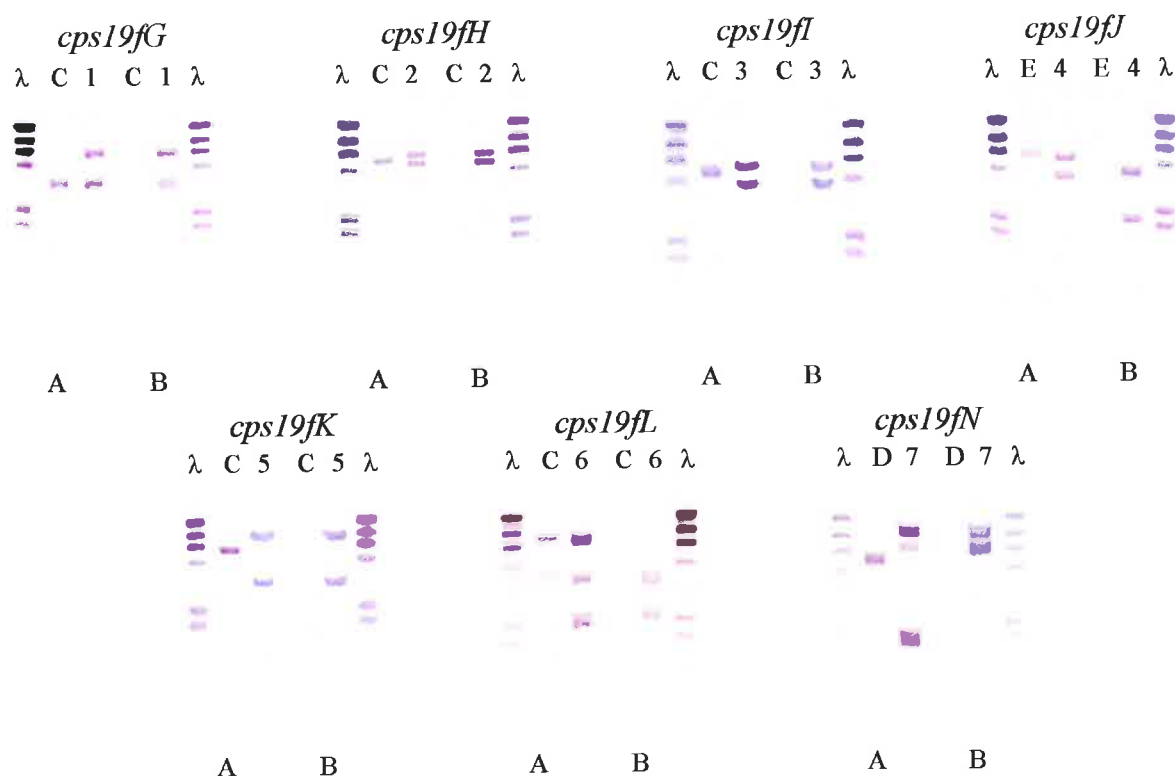 cps19fG
λ C 1 C 1 λ
A B
cps19fH
λ C 2 C 2 λ
A B
cps19fI
λ C 3 C 3 λ
A B
cps19fJ
λ E 4 E 4 λ
A B
cps19fK
λ C 5 C 5 λ
A B
cps19fL
λ C 6 C 6 λ
A B
cps19fN
λ D 7 D 7 λ
A B